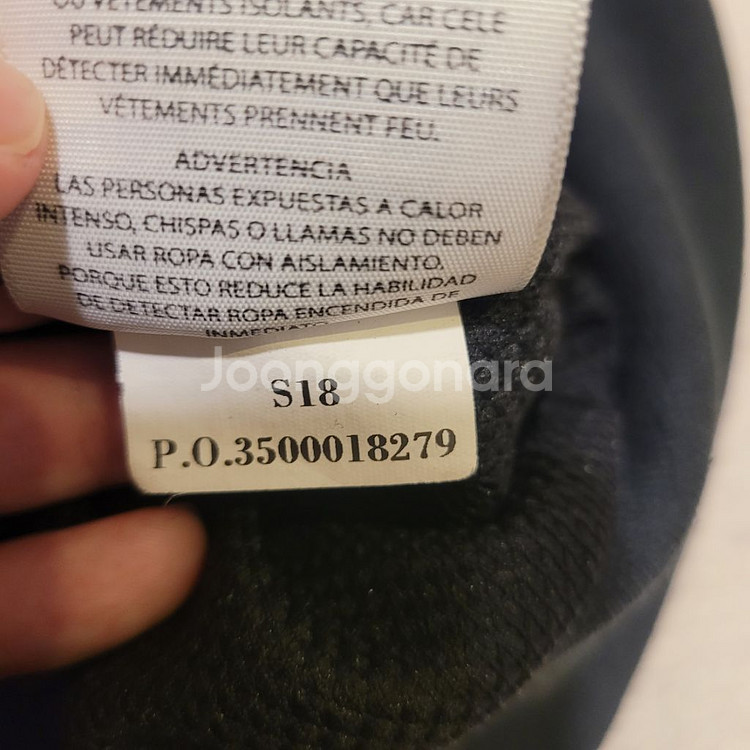 OU VÊTEMENTS ISOLANTS, CAR CELE
PEUT RÉDUIRE LEUR CAPACITÉ DE
DÉTECTER IMMÉDIATEMENT QUE LEURS
VÊTEMENTS PRENNENT FEU.
ADVERTENCIA
LAS PERSONAS EXPUESTAS A CALOR
INTENSO, CHISPAS O LLAMAS NO DEBEN
USAR ROPA CON AISLAMIENTO,
PORQUE ESTO REDUCE LA HABILIDAD
DE DETECTAR ROPA ENCENDIDA DE
INMEDIATO
Joonggonara
S18
P.O.3500018279